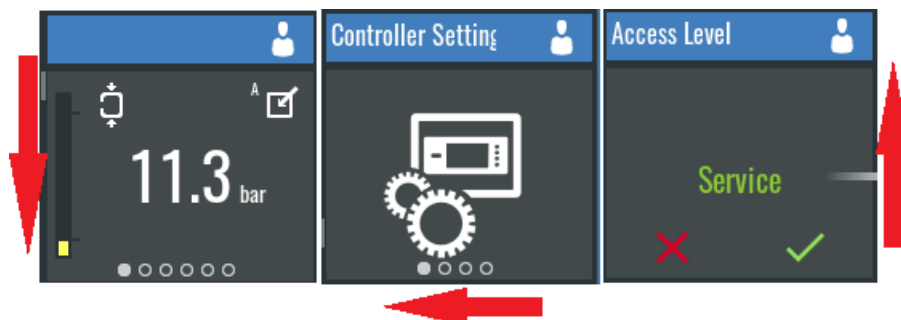 A
11.3 bar
Controller Setting
Access Level
Service